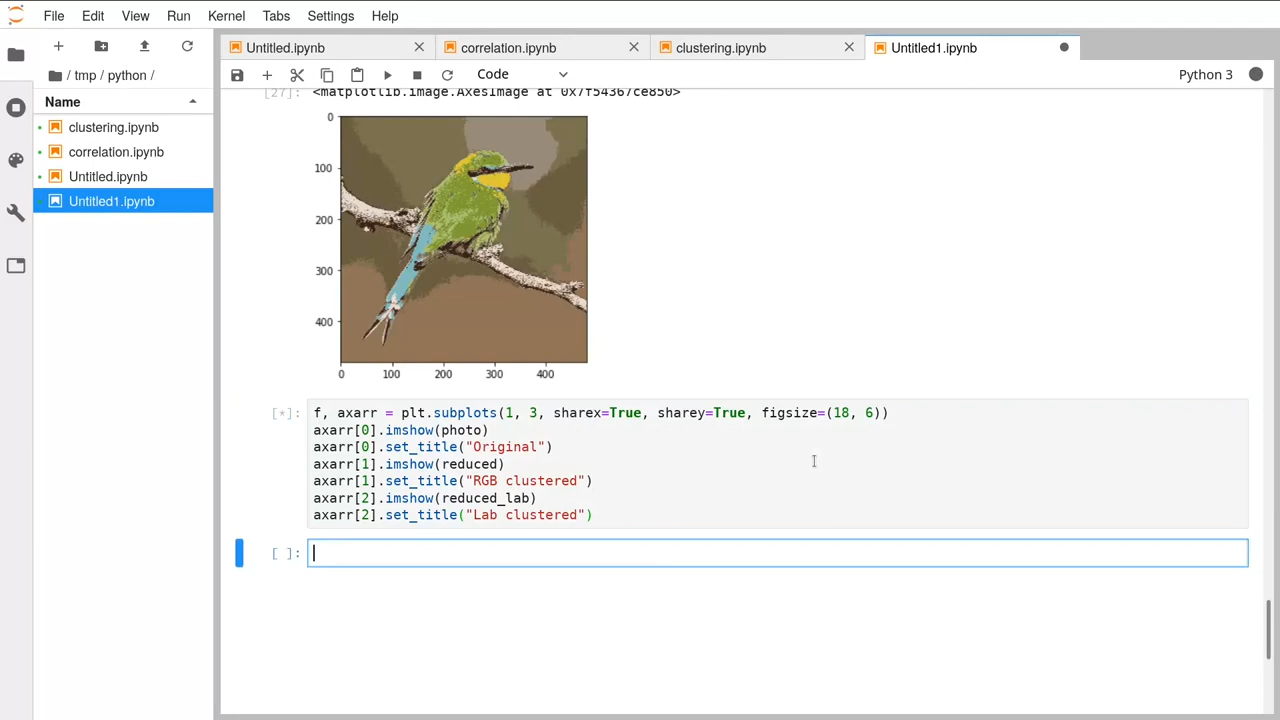 File Edit View Run Kernel Tabs Settings Help
Untitled.ipynb correlation.ipynb clustering.ipynb Untitled1.ipynb
Code Python 3
/ tmp / python /
Name
clustering.ipynb
correlation.ipynb
Untitled.ipynb
Untitled1.ipynb
[27]: <matplotlib.image.AxesImage at 0x7f54367ce850>
0
100
200
300
400
0 100 200 300 400
[*]: f, axarr = plt.subplots(1, 3, sharex=True, sharey=True, figsize=(18, 6))
axarr[0].imshow(photo)
axarr[0].set_title("Original")
axarr[1].imshow(reduced)
axarr[1].set_title("RGB clustered")
axarr[2].imshow(reduced_lab)
axarr[2].set_title("Lab clustered")
[ ]: